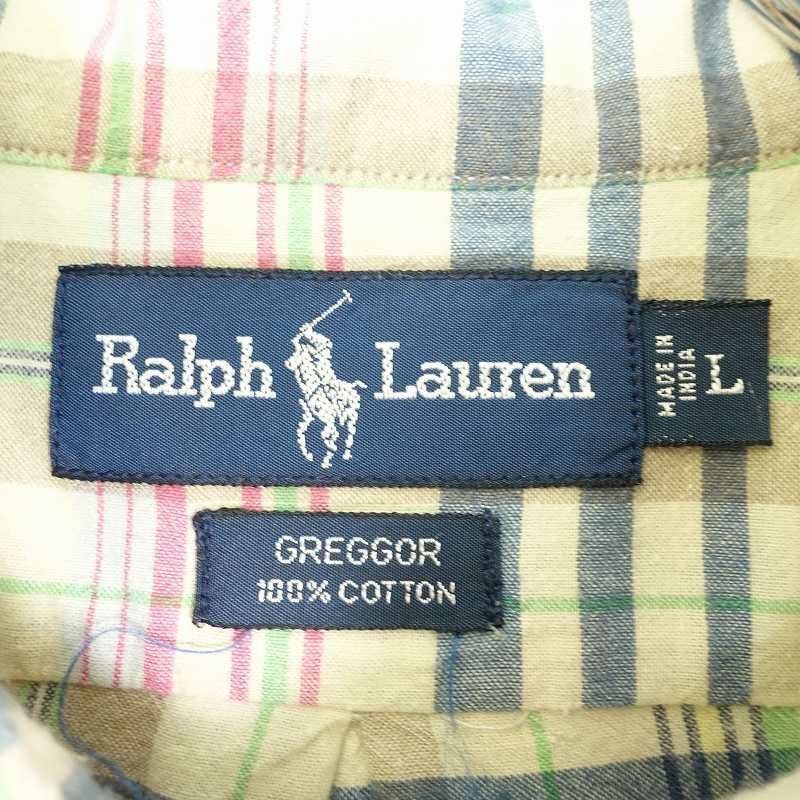 Ralph Lauren
MADE IN
INDIA
L
GREGGOR
100% COTTON